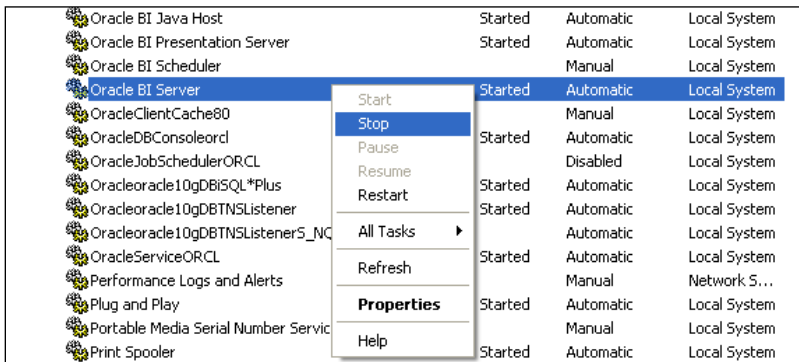 Oracle BI Java Host Started Automatic Local System
Oracle BI Presentation Server Started Automatic Local System
Oracle BI Scheduler Manual Local System
Oracle BI Server Started Automatic Local System
OracleClientCache80 Manual Local System
OracleDBConsoleorcl Started Automatic Local System
OracleJobSchedulerORCL Disabled Local System
Oracleoracle10gDBiSQL*Plus Started Automatic Local System
Oracleoracle10gDBTNSListener Started Automatic Local System
Oracleoracle10gDBTNSListenerS_NQ Automatic Local System
OracleServiceORCL Started Automatic Local System
Performance Logs and Alerts Manual Network S...
Plug and Play Started Automatic Local System
Portable Media Serial Number Servic Manual Local System
Print Spooler Started Automatic Local System
Start
Stop
Pause
Resume
Restart
All Tasks
Refresh
Properties
Help